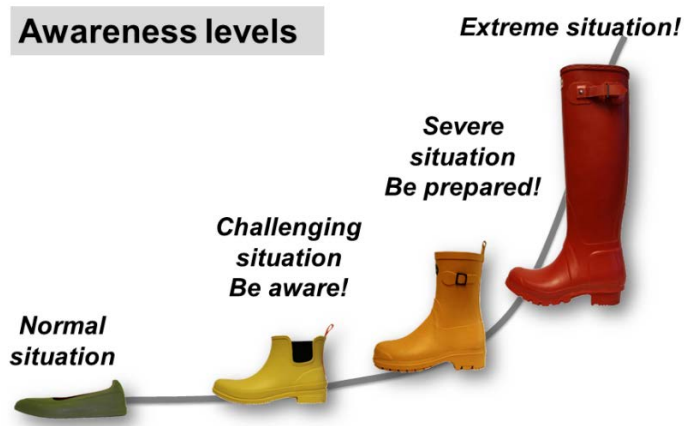 Awareness levels
Extreme situation!
Severe
situation
Be prepared!
Challenging
situation
Be aware!
Normal
situation